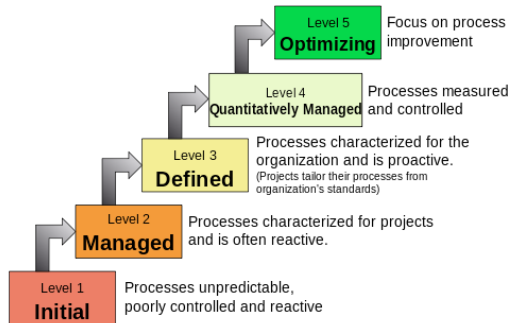 Level 5
Optimizing
Focus on process
improvement
Level 4
Quantitatively Managed
Processes measured
and controlled
Level 3
Defined
Processes characterized for the
organization and is proactive.
(Projects tailor their processes from
organization's standards)
Level 2
Managed
Processes characterized for projects
and is often reactive.
Level 1
Initial
Processes unpredictable,
poorly controlled and reactive